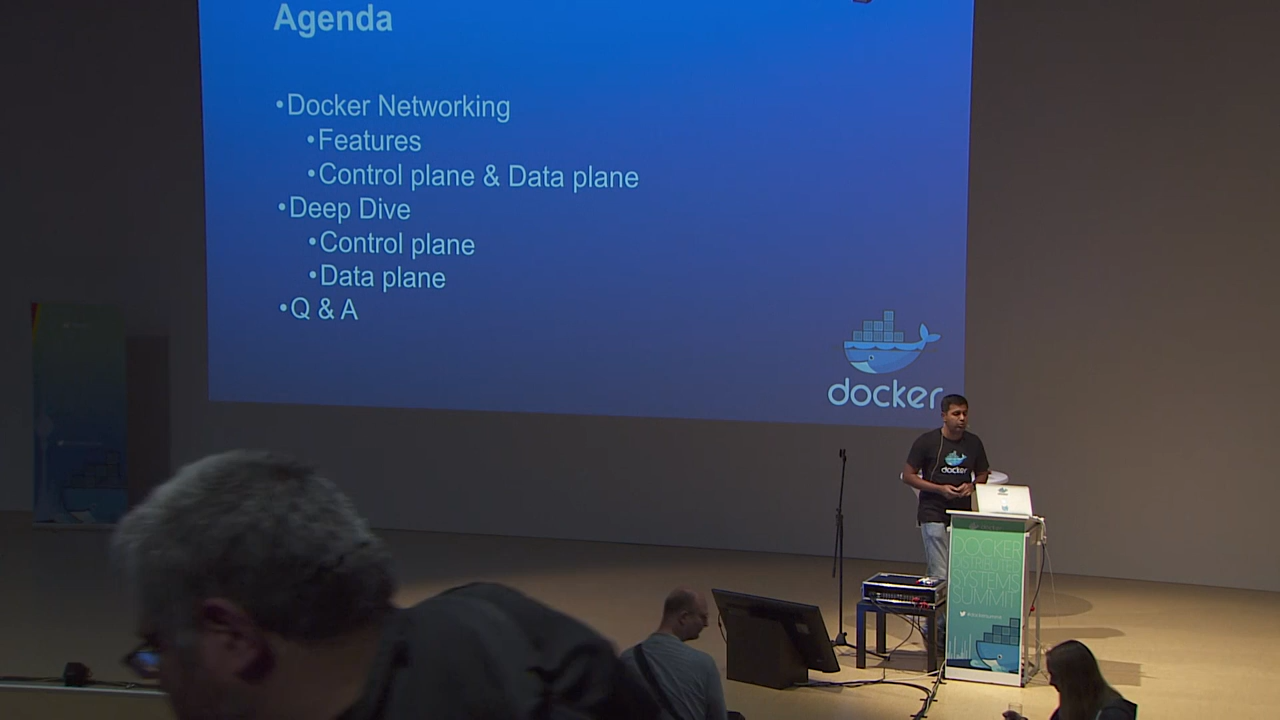 Agenda
•Docker Networking
•Features
•Control plane & Data plane
•Deep Dive
•Control plane
•Data plane
•Q & A
docker
docker
DOCKER
DISTRIBUTED
SYSTEMS
SUMMIT